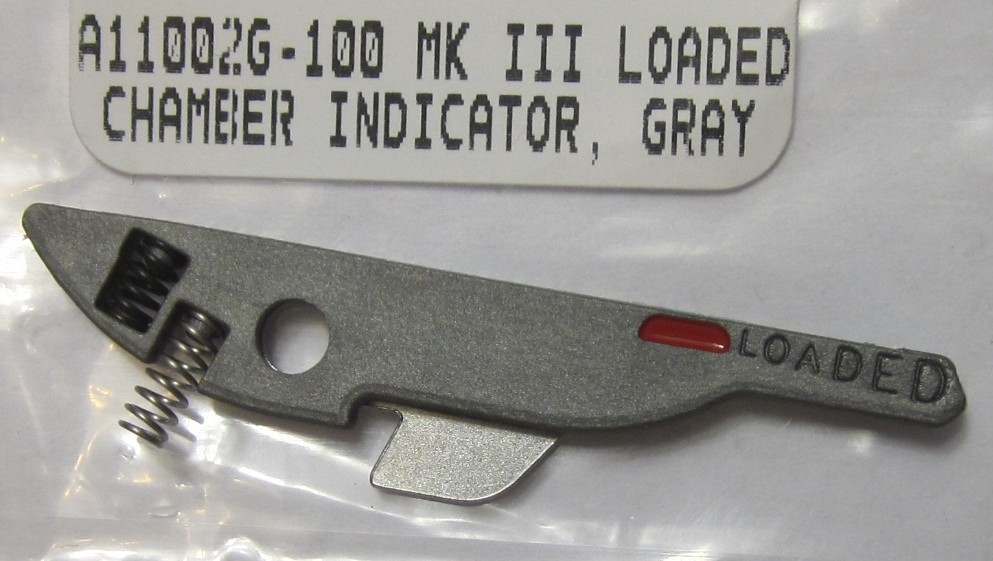 A11002G-100 MK III LOADED
CHAMBER INDICATOR, GRAY
LOADED